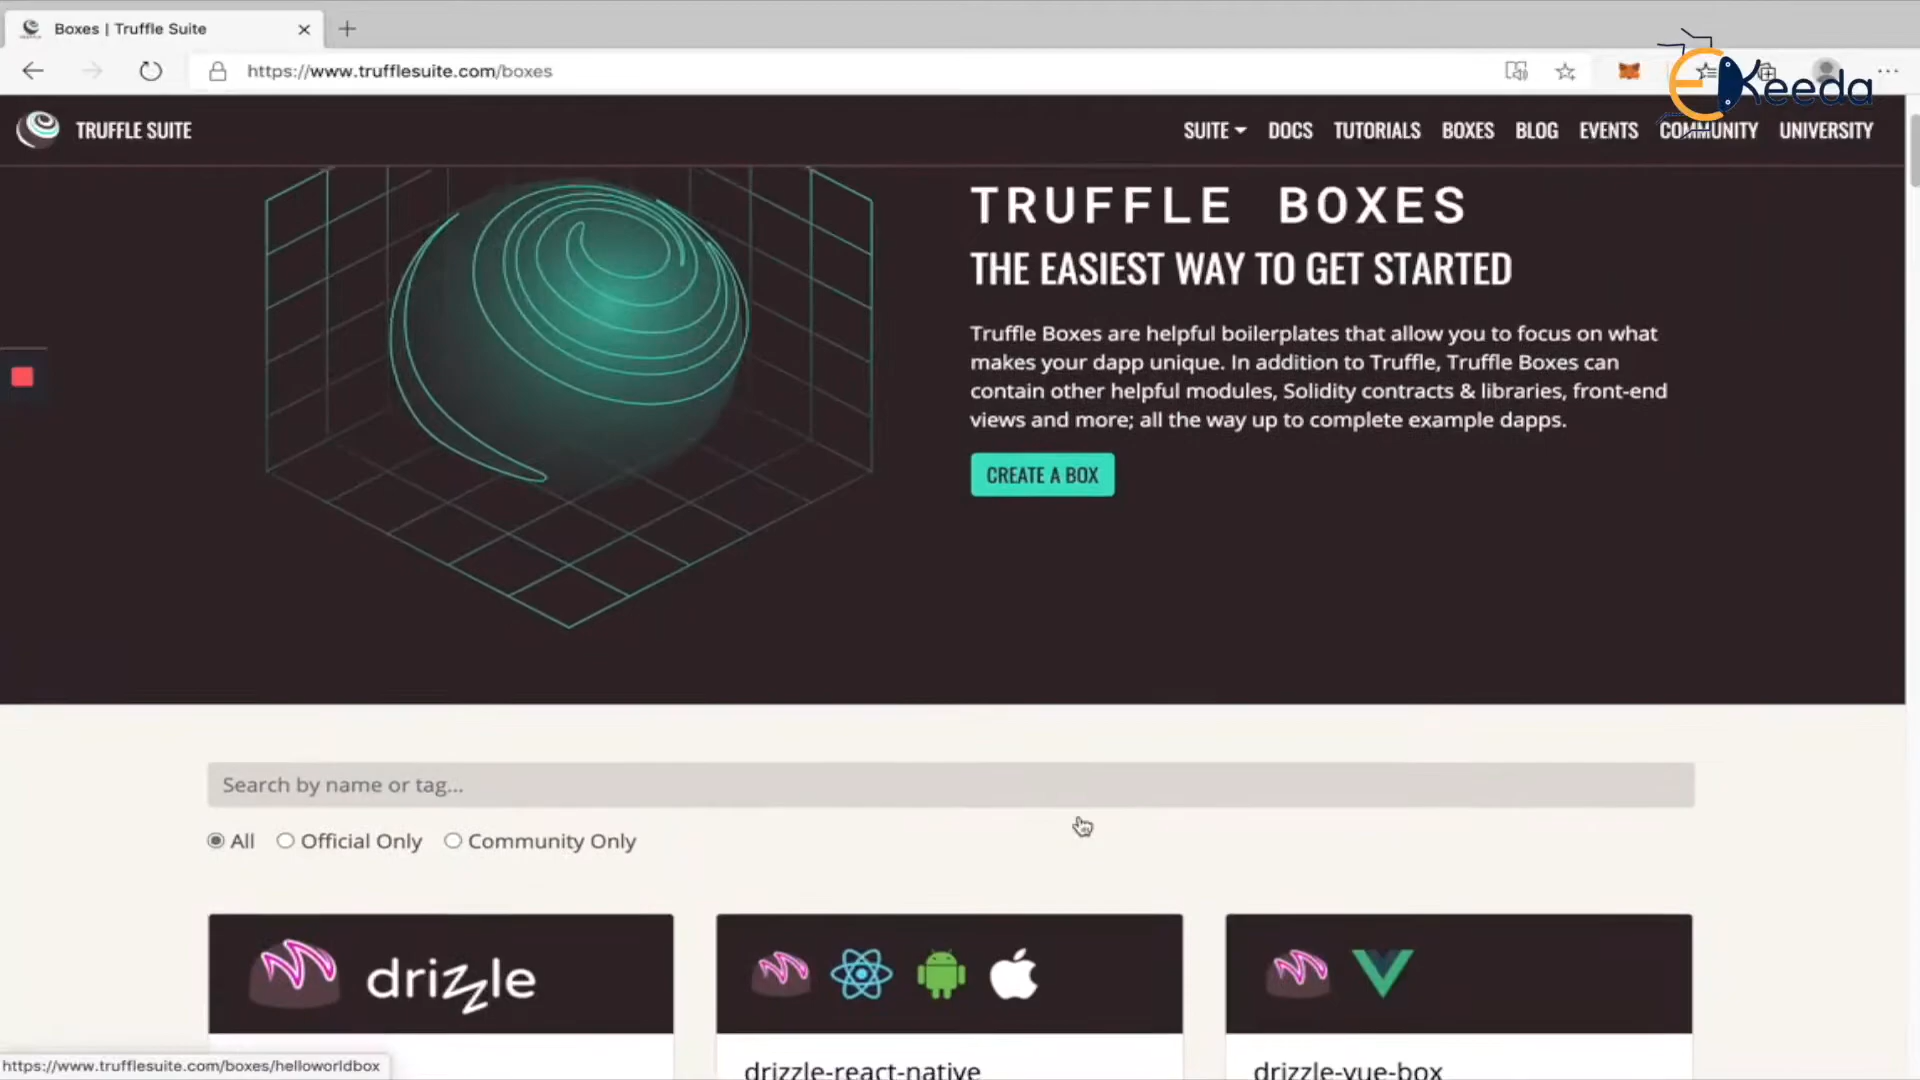 Boxes | Truffle Suite
https://www.trufflesuite.com/boxes
eKeeda
TRUFFLE SUITE
SUITE DOCS TUTORIALS BOXES BLOG EVENTS COMMUNITY UNIVERSITY
TRUFFLE BOXES
THE EASIEST WAY TO GET STARTED
Truffle Boxes are helpful boilerplates that allow you to focus on what
makes your dapp unique. In addition to Truffle, Truffle Boxes can
contain other helpful modules, Solidity contracts & libraries, front-end
views and more; all the way up to complete example dapps.
CREATE A BOX
Search by name or tag...
All Official Only Community Only
drizzle
https://www.trufflesuite.com/boxes/helloworldbox
drizzle-react-native
drizzle-vue-box